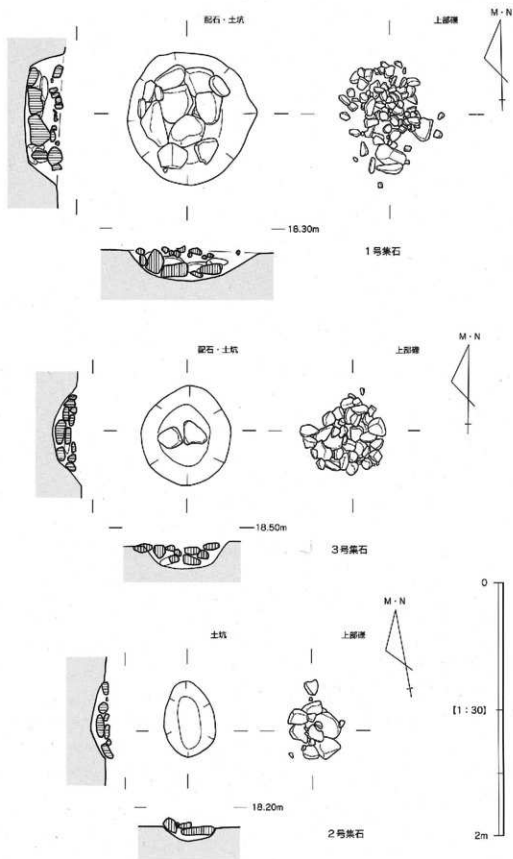 配石・土坑
上部礫
M・N
18.30m
1号集石
配石・土坑
上部礫
M・N
18.50m
3号集石
0
土坑
上部礫
M・N
[1：30]
18.20m
2号集石
2m